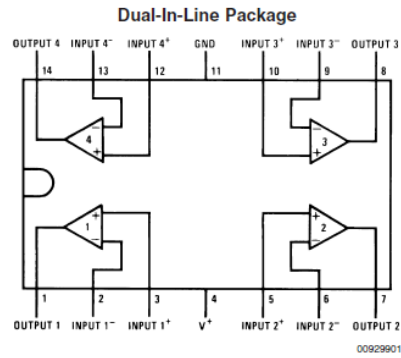 Dual-In-Line Package
OUTPUT 4 INPUT 4⁻ INPUT 4⁺ GND INPUT 3⁺ INPUT 3⁻ OUTPUT 3
14 13 12 11 10 9 8
− −
4 3
+ +
+ +
1 2
− −
1 2 3 4 5 6 7
OUTPUT 1 INPUT 1⁻ INPUT 1⁺ V⁺ INPUT 2⁺ INPUT 2⁻ OUTPUT 2
00929901